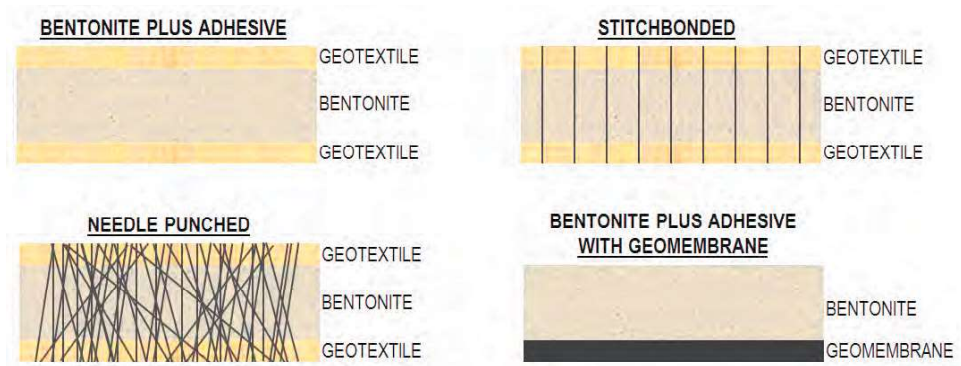 BENTONITE PLUS ADHESIVE
GEOTEXTILE
BENTONITE
GEOTEXTILE
STITCHBONDED
GEOTEXTILE
BENTONITE
GEOTEXTILE
NEEDLE PUNCHED
GEOTEXTILE
BENTONITE
GEOTEXTILE
BENTONITE PLUS ADHESIVE
WITH GEOMEMBRANE
BENTONITE
GEOMEMBRANE